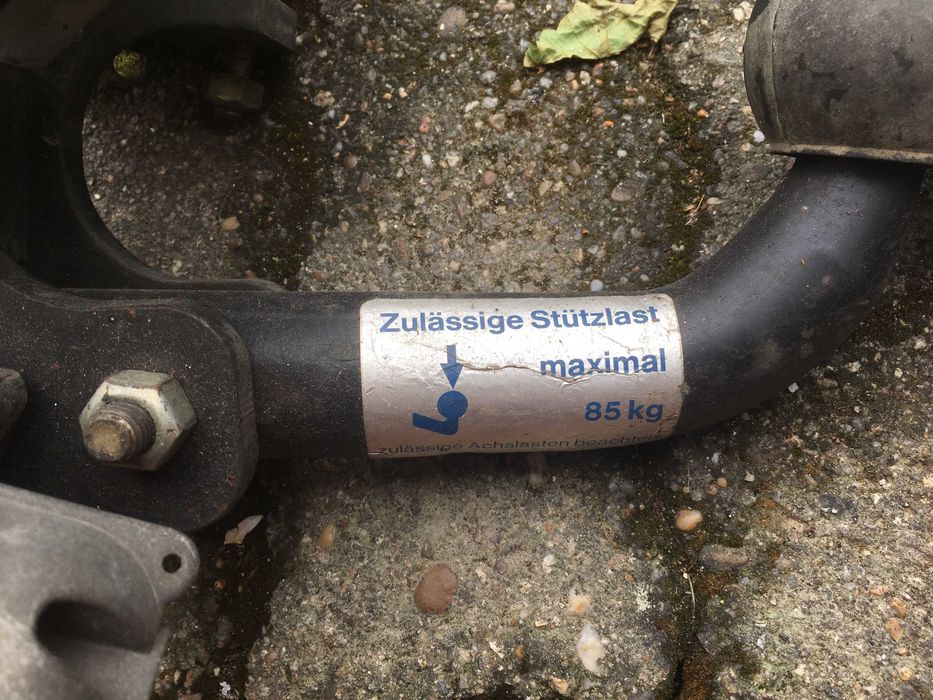 Zulässige Stützlast
maximal
85 kg
zulässige Achslasten beachten